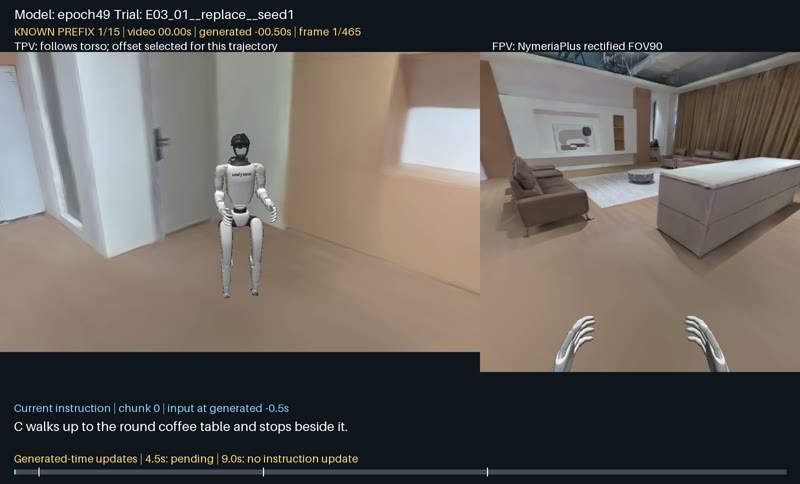 Model: epoch49 Trial: E03_01__replace__seed1
KNOWN PREFIX 1/15 | video 00.00s | generated -00.50s | frame 1/465
TPV: follows torso; offset selected for this trajectory
FPV: NymeriaPlus rectified FOV90
Current instruction | chunk 0 | input at generated -0.5s
C walks up to the round coffee table and stops beside it.
Generated-time updates | 4.5s: pending | 9.0s: no instruction update